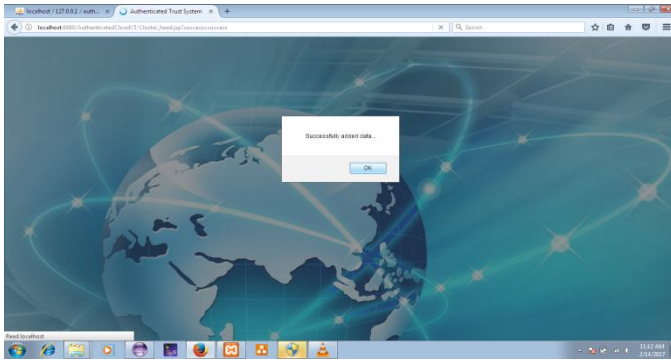 localhost / 127.0.0.1 / auth...
Authenticated Trust System
localhost:8080/AuthenticatedCloudIOT/Cluster_head.jsp?success=success
Search
Successfully added data...
OK
Read localhost
11:12 AM
2/14/2017